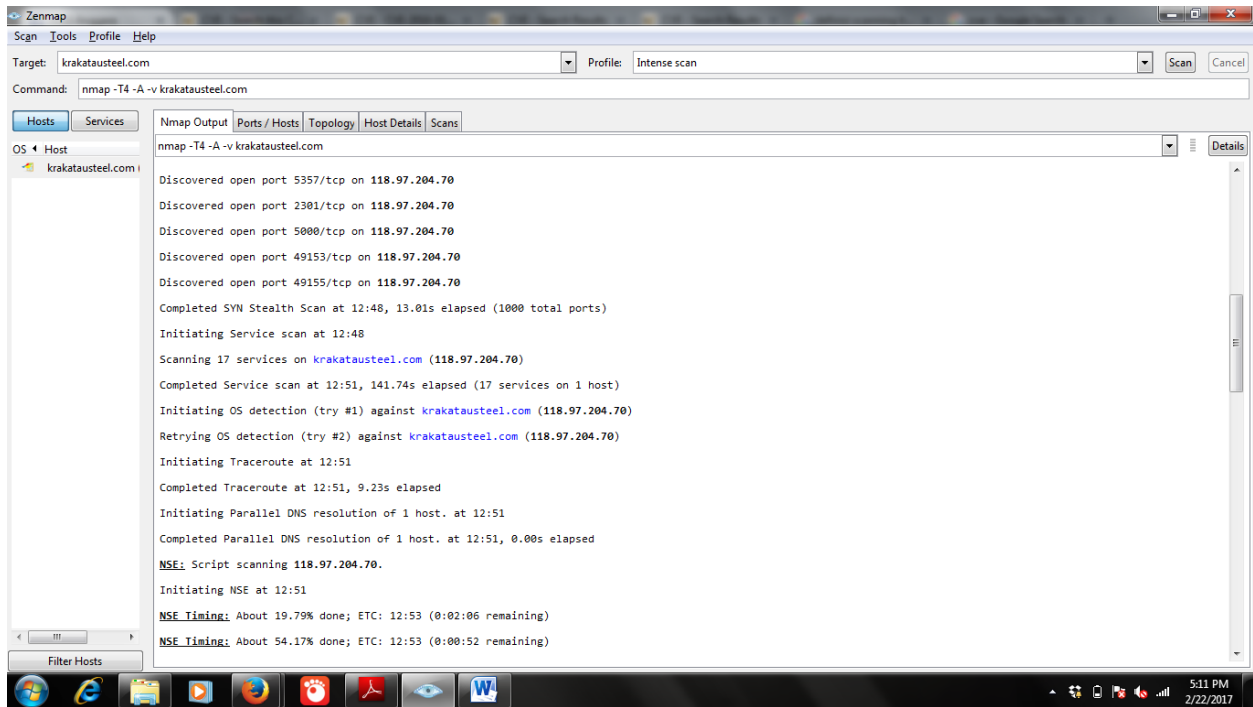 Zenmap
Scan Tools Profile Help
Target: krakatausteel.com Profile: Intense scan Scan Cancel
Command: nmap -T4 -A -v krakatausteel.com
Hosts Services Nmap Output Ports / Hosts Topology Host Details Scans
OS Host nmap -T4 -A -v krakatausteel.com Details
krakatausteel.com (
Discovered open port 5357/tcp on 118.97.204.70
Discovered open port 2301/tcp on 118.97.204.70
Discovered open port 5000/tcp on 118.97.204.70
Discovered open port 49153/tcp on 118.97.204.70
Discovered open port 49155/tcp on 118.97.204.70
Completed SYN Stealth Scan at 12:48, 13.01s elapsed (1000 total ports)
Initiating Service scan at 12:48
Scanning 17 services on krakatausteel.com (118.97.204.70)
Completed Service scan at 12:51, 141.74s elapsed (17 services on 1 host)
Initiating OS detection (try #1) against krakatausteel.com (118.97.204.70)
Retrying OS detection (try #2) against krakatausteel.com (118.97.204.70)
Initiating Traceroute at 12:51
Completed Traceroute at 12:51, 9.23s elapsed
Initiating Parallel DNS resolution of 1 host. at 12:51
Completed Parallel DNS resolution of 1 host. at 12:51, 0.00s elapsed
NSE: Script scanning 118.97.204.70.
Initiating NSE at 12:51
NSE Timing: About 19.79% done; ETC: 12:53 (0:02:06 remaining)
NSE Timing: About 54.17% done; ETC: 12:53 (0:00:52 remaining)
Filter Hosts
5:11 PM
2/22/2017